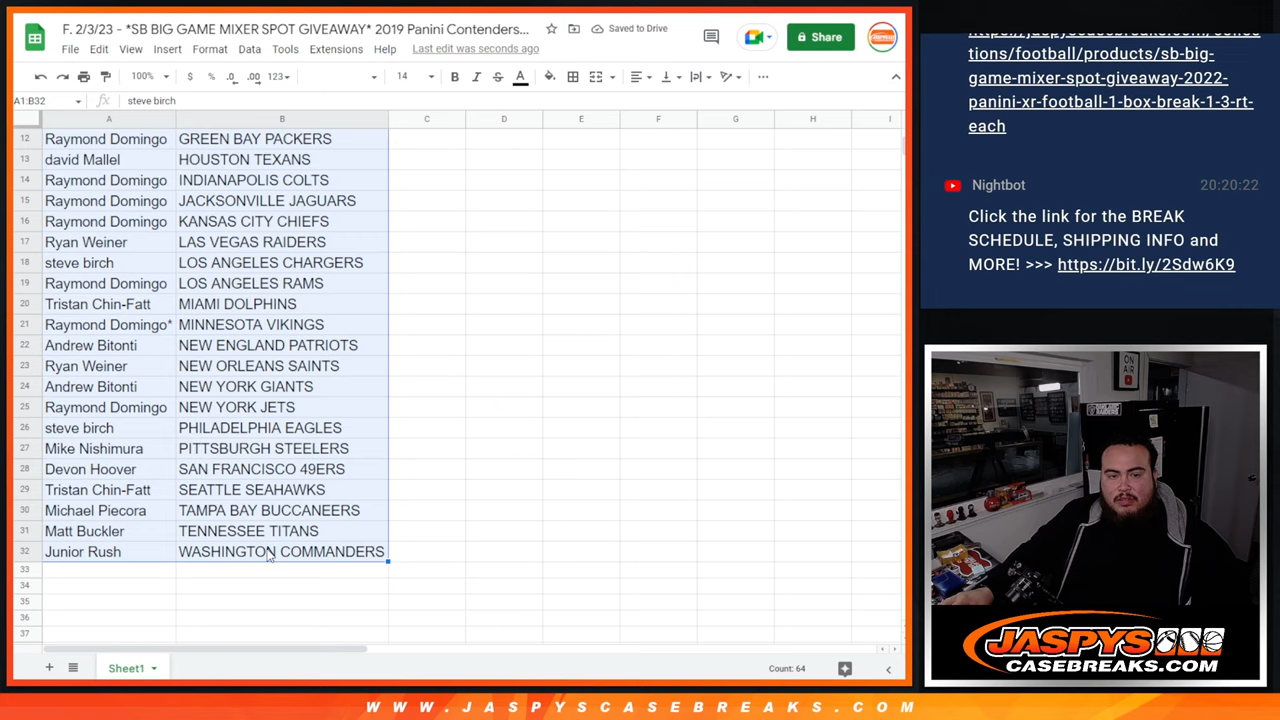 F. 2/3/23 - *SB BIG GAME MIXER SPOT GIVEAWAY* 2019 Panini Contenders...
Saved to Drive
File Edit View Insert Format Data Tools Extensions Help Last edit was seconds ago
Share
100% $ % .0 .00 123 14 B I S A
A1:B32 fx steve birch
A B C D E F G H I
12 Raymond Domingo GREEN BAY PACKERS
13 david Mallel HOUSTON TEXANS
14 Raymond Domingo INDIANAPOLIS COLTS
15 Raymond Domingo JACKSONVILLE JAGUARS
16 Raymond Domingo KANSAS CITY CHIEFS
17 Ryan Weiner LAS VEGAS RAIDERS
18 steve birch LOS ANGELES CHARGERS
19 Raymond Domingo LOS ANGELES RAMS
20 Tristan Chin-Fatt MIAMI DOLPHINS
21 Raymond Domingo* MINNESOTA VIKINGS
22 Andrew Bitonti NEW ENGLAND PATRIOTS
23 Ryan Weiner NEW ORLEANS SAINTS
24 Andrew Bitonti NEW YORK GIANTS
25 Raymond Domingo NEW YORK JETS
26 steve birch PHILADELPHIA EAGLES
27 Mike Nishimura PITTSBURGH STEELERS
28 Devon Hoover SAN FRANCISCO 49ERS
29 Tristan Chin-Fatt SEATTLE SEAHAWKS
30 Michael Piecora TAMPA BAY BUCCANEERS
31 Matt Buckler TENNESSEE TITANS
32 Junior Rush WASHINGTON COMMANDERS
33
34
35
36
37
Sheet1
Count: 64
tions/football/products/sb-big-
game-mixer-spot-giveaway-2022-
panini-xr-football-1-box-break-1-3-rt-
each
Nightbot 20:20:22
Click the link for the BREAK
SCHEDULE, SHIPPING INFO and
MORE! >>> https://bit.ly/2Sdw6K9
ON
AIR
JASPYS
CASEBREAKS.COM
WWW.JASPYSCASEBREAKS.COM